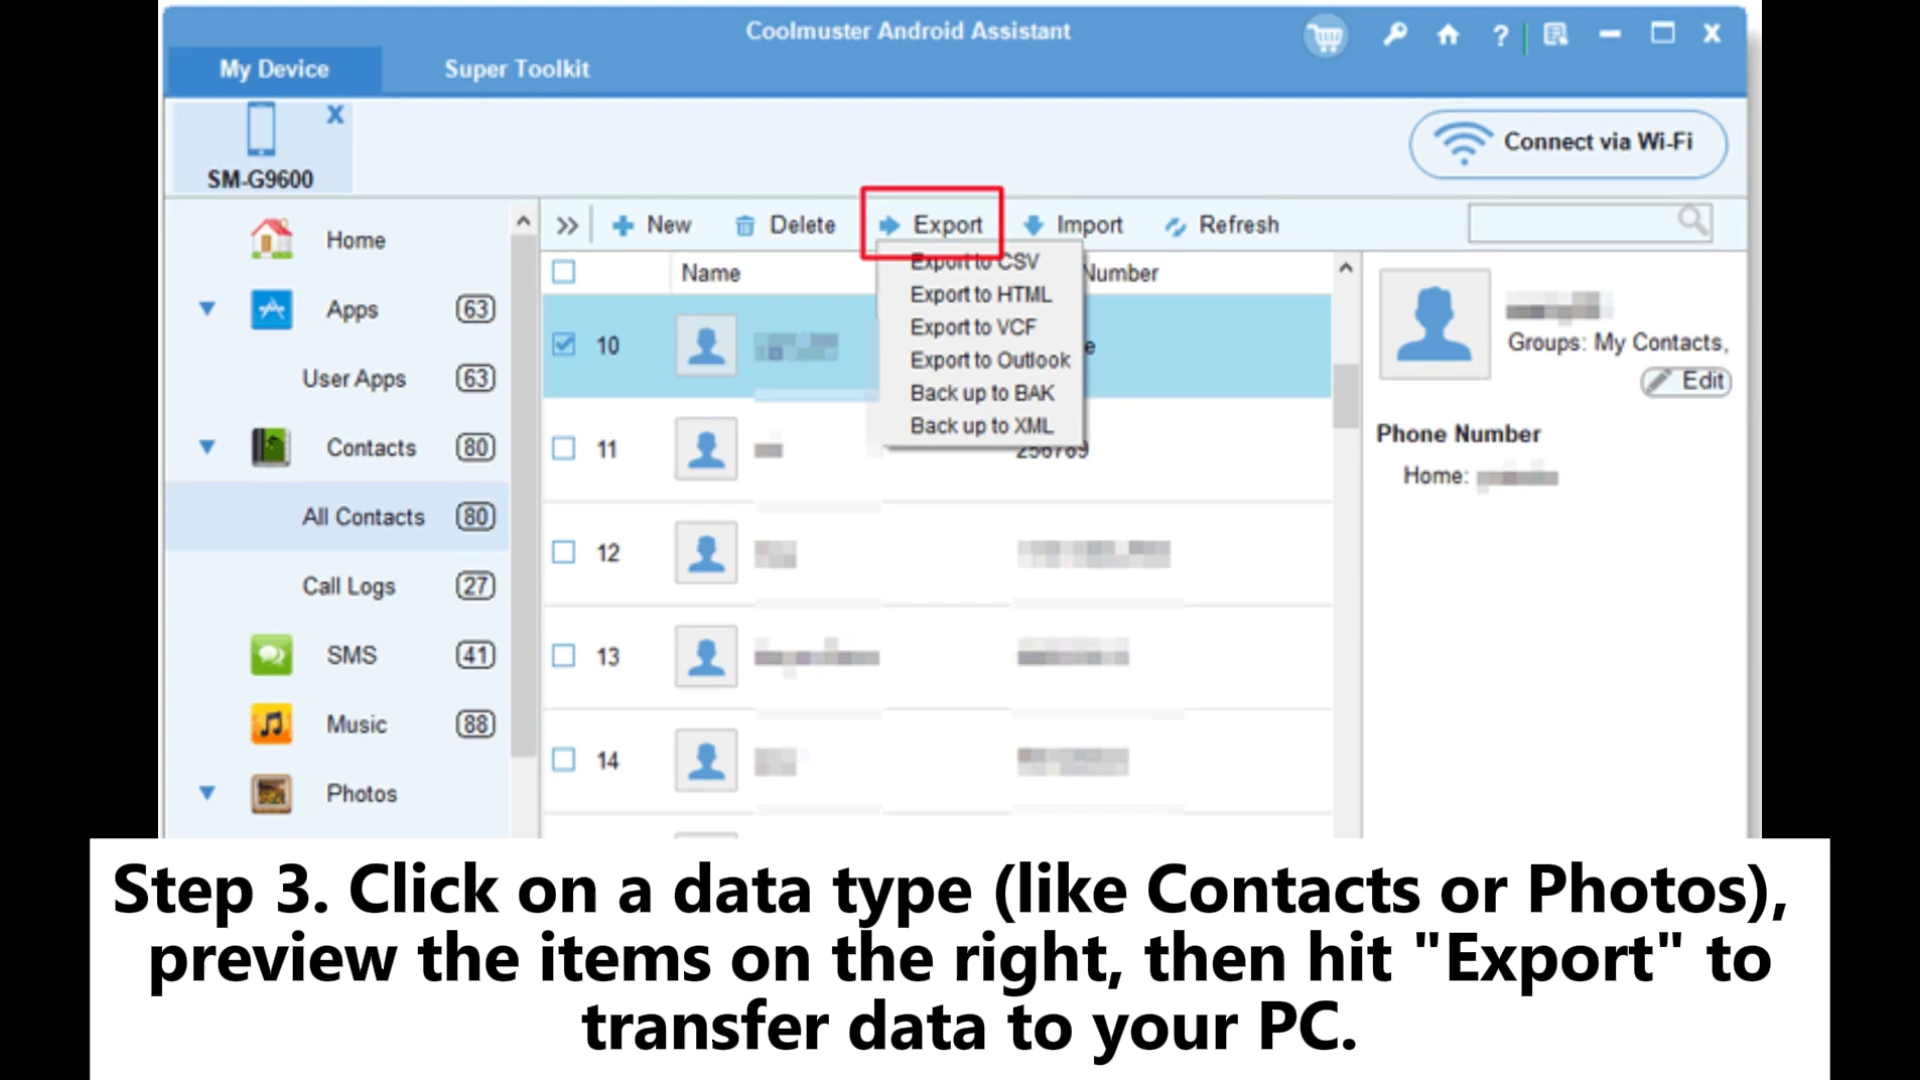 Coolmuster Android Assistant
My Device
Super Toolkit
SM-G9600
Connect via Wi-Fi
New
Delete
Export
Import
Refresh
Home
Apps 63
User Apps 63
Contacts 80
All Contacts 80
Call Logs 27
SMS 41
Music 88
Photos
Name
Number
Export to CSV
Export to HTML
Export to VCF
Export to Outlook
Back up to BAK
Back up to XML
10
11
256789
12
13
14
Groups: My Contacts,
Edit
Phone Number
Home:
Step 3. Click on a data type (like Contacts or Photos),
preview the items on the right, then hit "Export" to
transfer data to your PC.